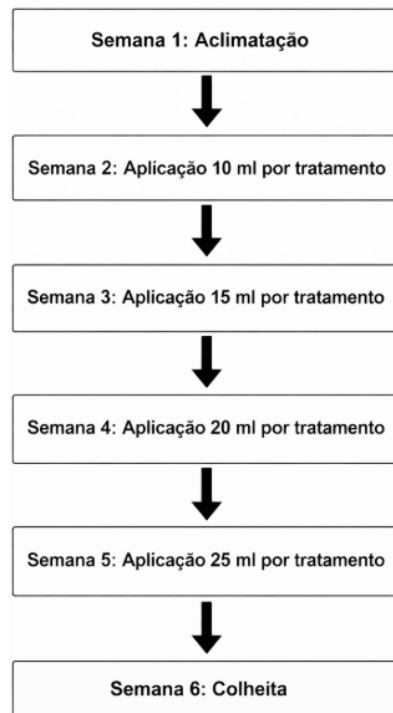 Semana 1: Aclimatação
Semana 2: Aplicação 10 ml por tratamento
Semana 3: Aplicação 15 ml por tratamento
Semana 4: Aplicação 20 ml por tratamento
Semana 5: Aplicação 25 ml por tratamento
Semana 6: Colheita